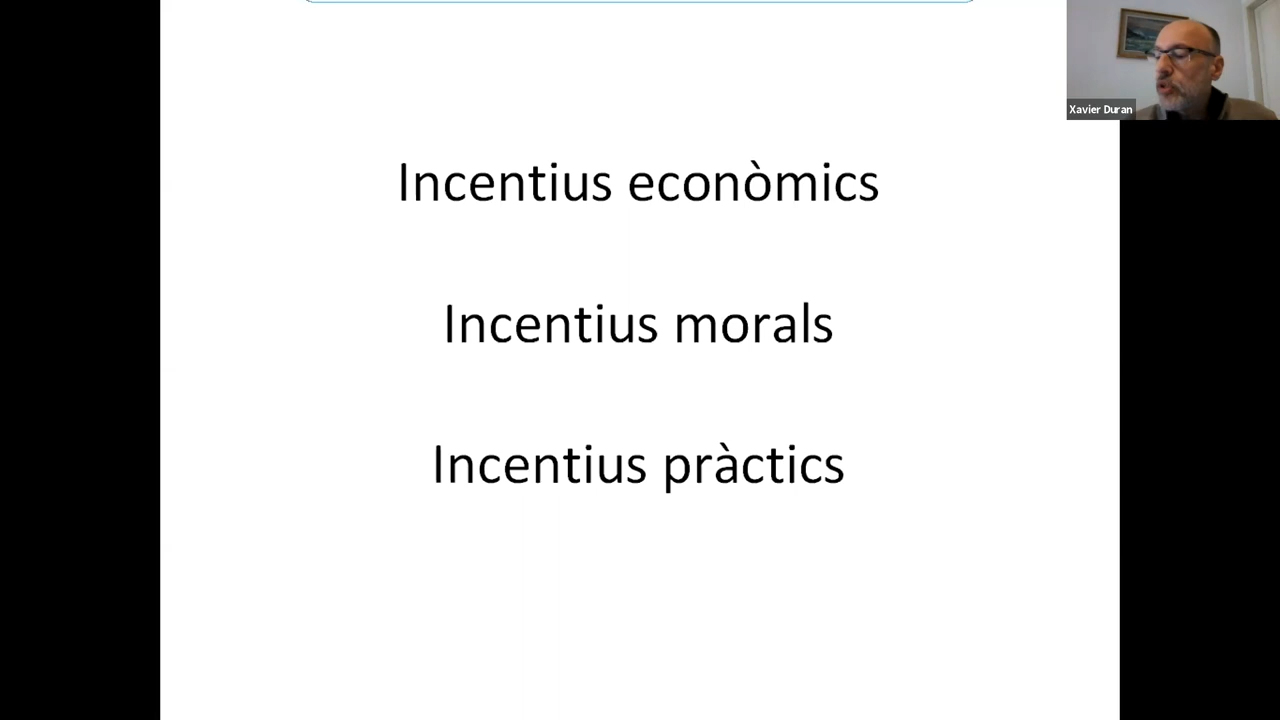 Xavier Duran
Incentius econòmics
Incentius morals
Incentius pràctics